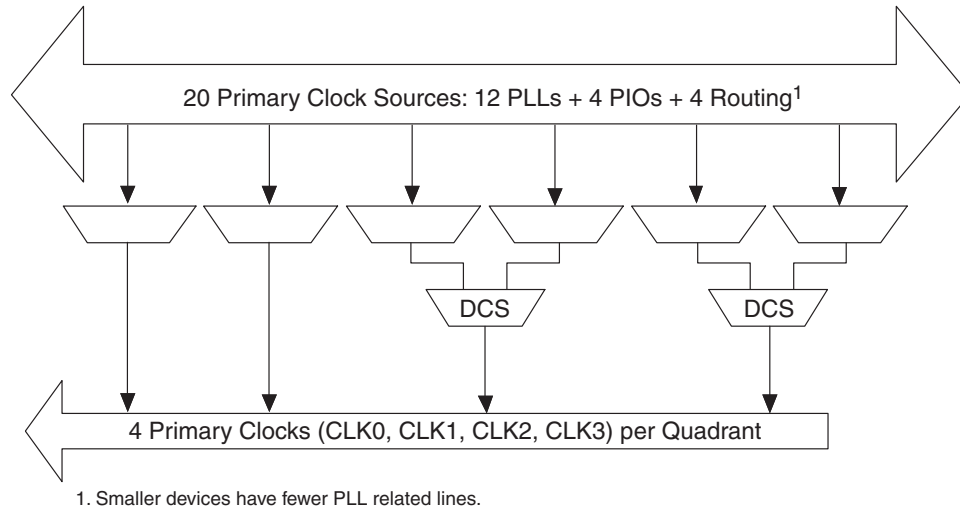 20 Primary Clock Sources: 12 PLLs + 4 PIOs + 4 Routing1
DCS
DCS
4 Primary Clocks (CLK0, CLK1, CLK2, CLK3) per Quadrant
1. Smaller devices have fewer PLL related lines.